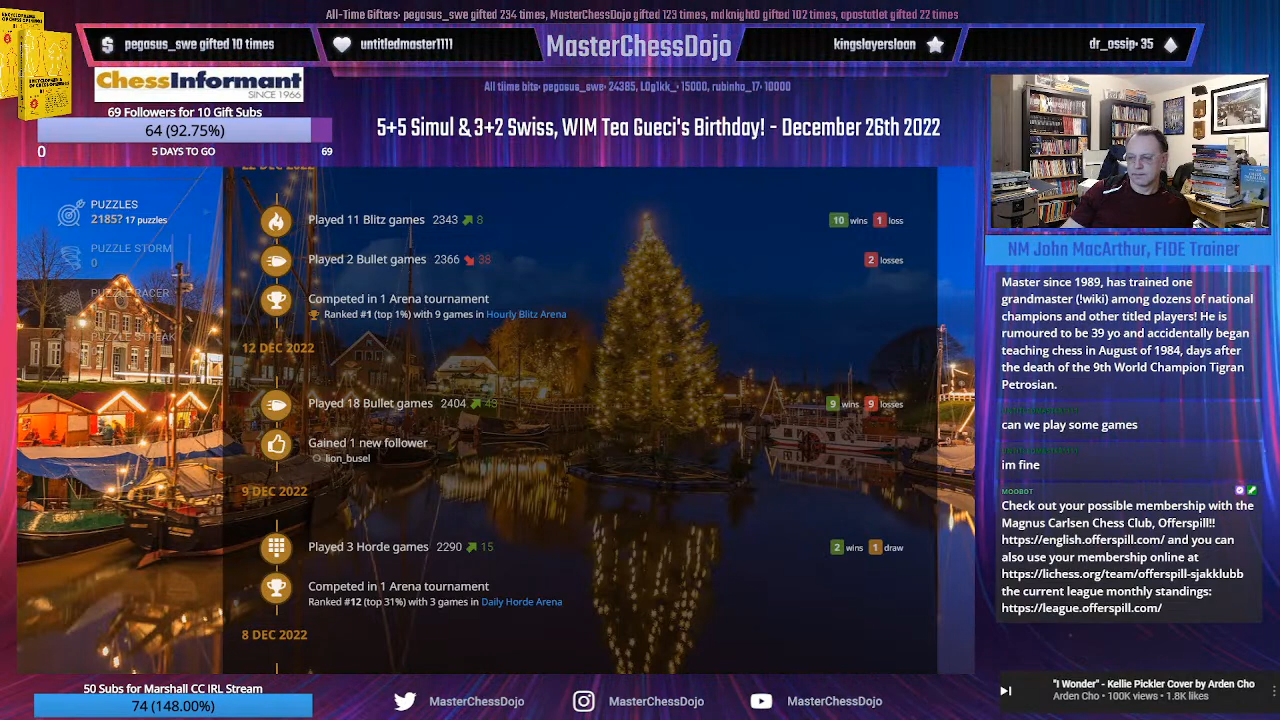 All-Time Gifters· pegasus_swe gifted 234 times, MasterChessDojo gifted 123 times, noiknight0 gifted 102 times, apostatlet gifted 22 times
pegasus_swe gifted 10 times
untitledmaster1111
MasterChessDojo
kingslayersloan
dr_ossip· 35
ChessInformant
SINCE 1966
All tiime bits· pegasus_swe· 24385, L0g1kk_· 15000, rubinho_17· 10000
69 Followers for 10 Gift Subs
64 (92.75%)
0
5 DAYS TO GO
69
5+5 Simul & 3+2 Swiss, WIM Tea Gueci's Birthday! - December 26th 2022
22 DEC 2022
PUZZLES
2185? 17 puzzles
PUZZLE STORM
0
PUZZLE RACER
PUZZLE STREAK
Played 11 Blitz games 2343 8
10 wins 1 loss
Played 2 Bullet games 2366 38
2 losses
Competed in 1 Arena tournament
Ranked #1 (top 1%) with 9 games in Hourly Blitz Arena
12 DEC 2022
Played 18 Bullet games 2404 43
9 wins 9 losses
Gained 1 new follower
lion_busel
9 DEC 2022
Played 3 Horde games 2290 15
2 wins 1 draw
Competed in 1 Arena tournament
Ranked #12 (top 31%) with 3 games in Daily Horde Arena
8 DEC 2022
NM John MacArthur, FIDE Trainer
Master since 1989, has trained one
grandmaster (!wiki) among dozens of national
champions and other titled players! He is
rumoured to be 39 yo and accidentally began
teaching chess in August of 1984, days after
the death of the 9th World Champion Tigran
Petrosian.
can we play some games
im fine
MOOBOT
Check out your possible membership with the
Magnus Carlsen Chess Club, Offerspill!!
https://english.offerspill.com/ and you can
also use your membership online at
https://lichess.org/team/offerspill-sjakklubb
the current league monthly standings:
https://league.offerspill.com/
50 Subs for Marshall CC IRL Stream
74 (148.00%)
MasterChessDojo
MasterChessDojo
MasterChessDojo
"I Wonder" - Kellie Pickler Cover by Arden Cho
Arden Cho • 100K views • 1.8K likes